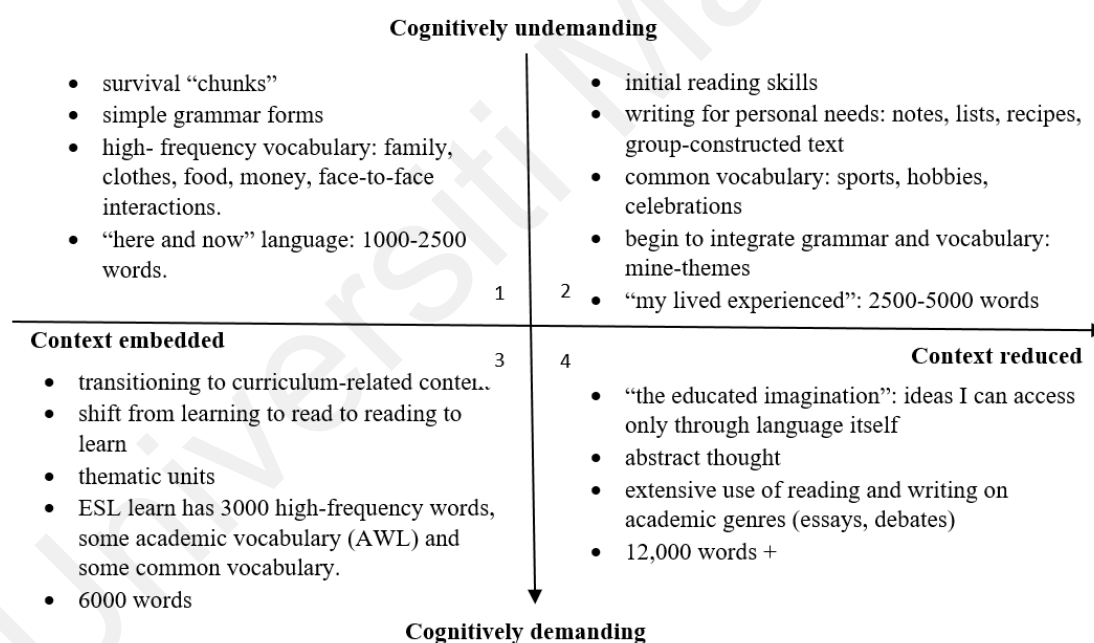 Cognitively undemanding
• survival “chunks”
• simple grammar forms
• high- frequency vocabulary: family,
clothes, food, money, face-to-face
interactions.
• “here and now” language: 1000-2500
words.
1
• initial reading skills
• writing for personal needs: notes, lists, recipes,
group-constructed text
• common vocabulary: sports, hobbies,
celebrations
• begin to integrate grammar and vocabulary:
mine-themes
• “my lived experienced”: 2500-5000 words
2
Context embedded
3
• transitioning to curriculum-related
• shift from learning to read to reading to
learn
• thematic units
• ESL learn has 3000 high-frequency words,
some academic vocabulary (AWL) and
some common vocabulary.
• 6000 words
4
Context reduced
• “the educated imagination”: ideas I can access
only through language itself
• abstract thought
• extensive use of reading and writing on
academic genres (essays, debates)
• 12,000 words +
Cognitively demanding
Universiti